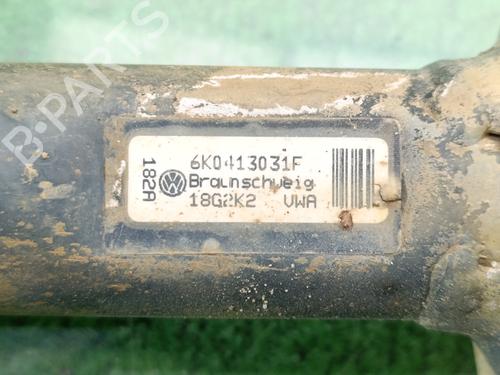 B-PARTS
182A
6K0413031F
Braunschweig
18G2K2 VWA